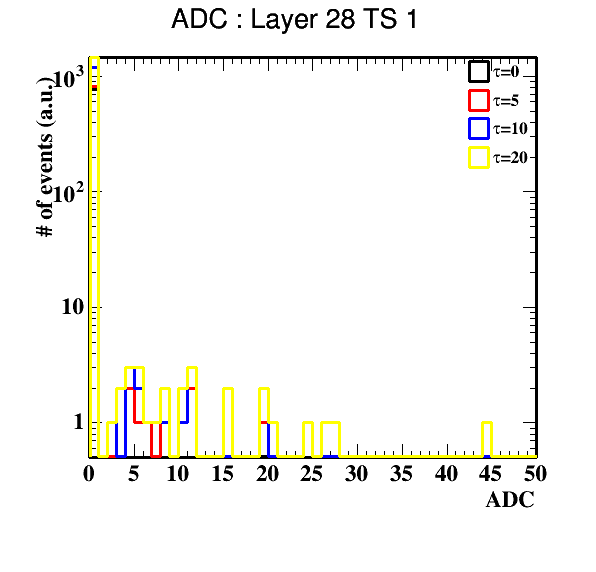 ADC : Layer 28 TS 1
# of events (a.u.)
10³
10²
10
1
τ=0
τ=5
τ=10
τ=20
0 5 10 15 20 25 30 35 40 45 50
ADC